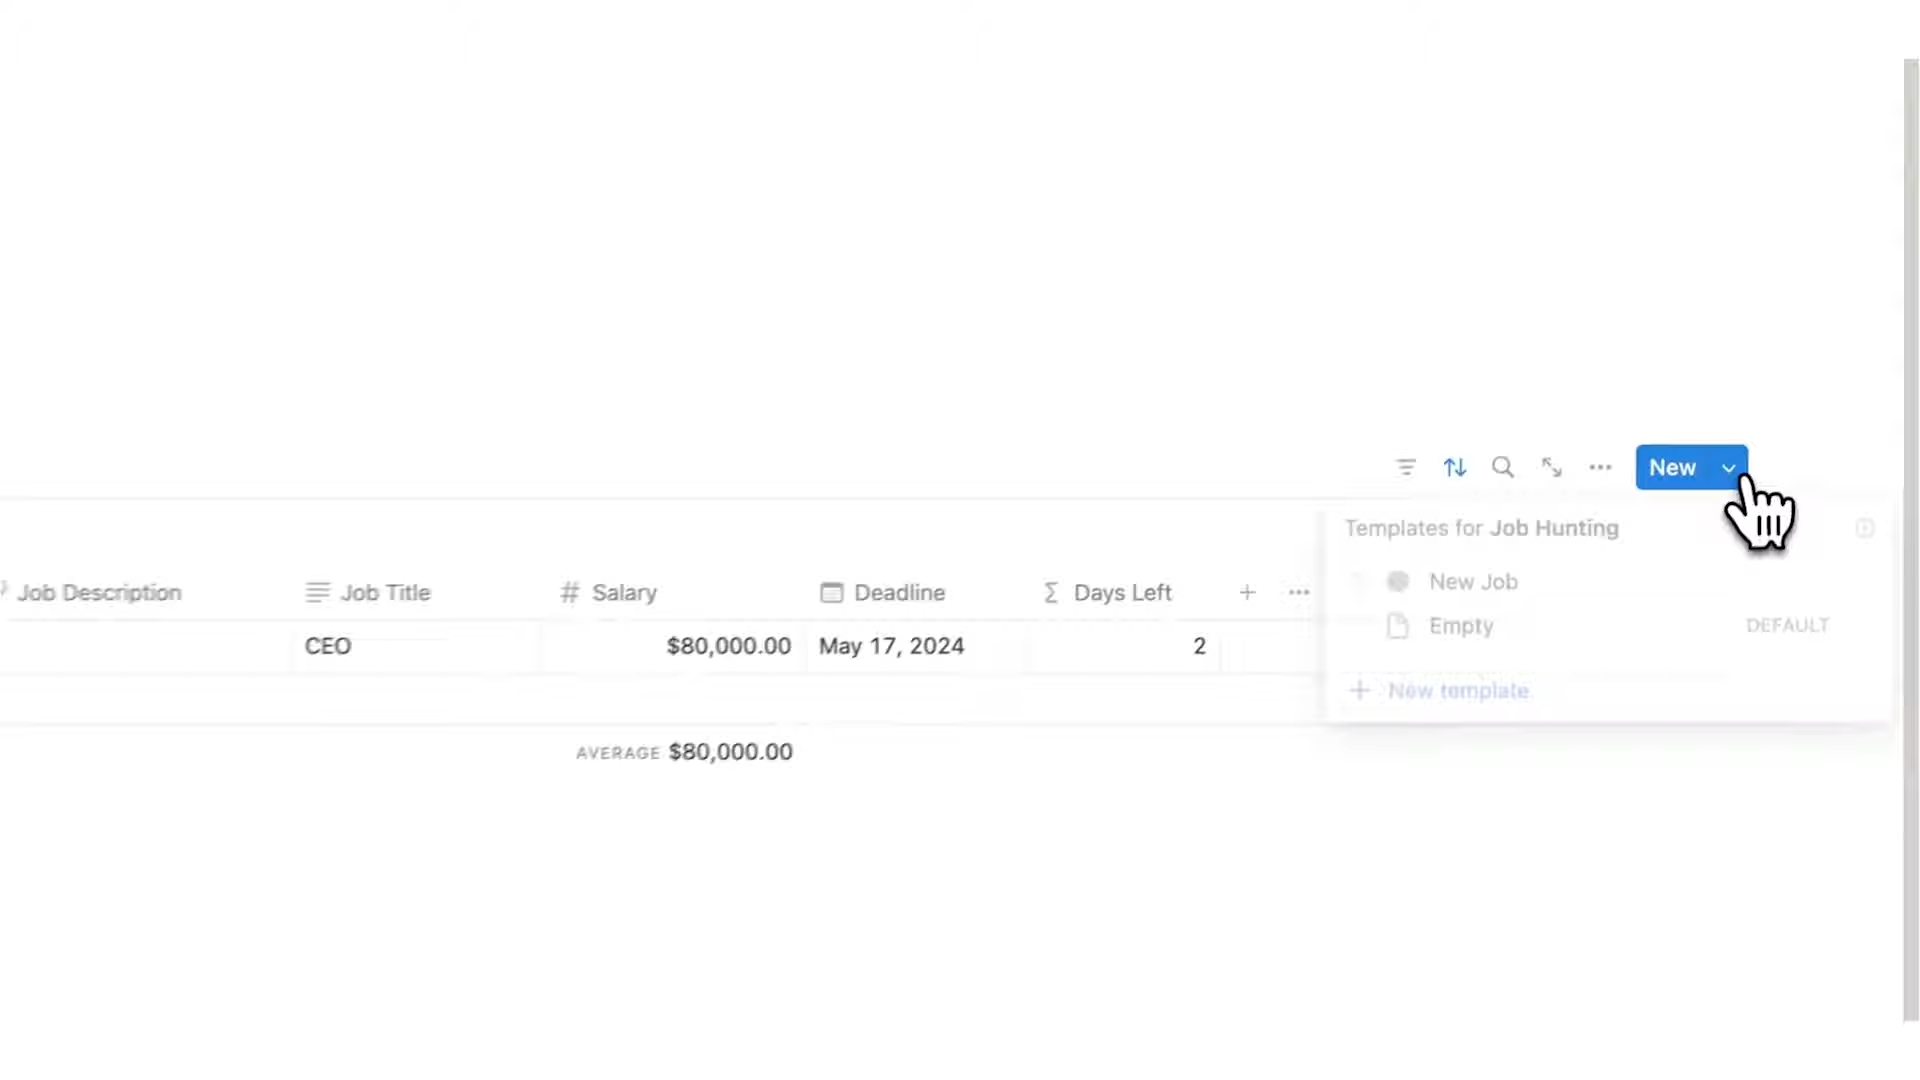 New
Templates for Job Hunting
Job Description Job Title # Salary Deadline Σ Days Left + ...
New Job
Empty DEFAULT
CEO $80,000.00 May 17, 2024 2
+ New template
AVERAGE $80,000.00